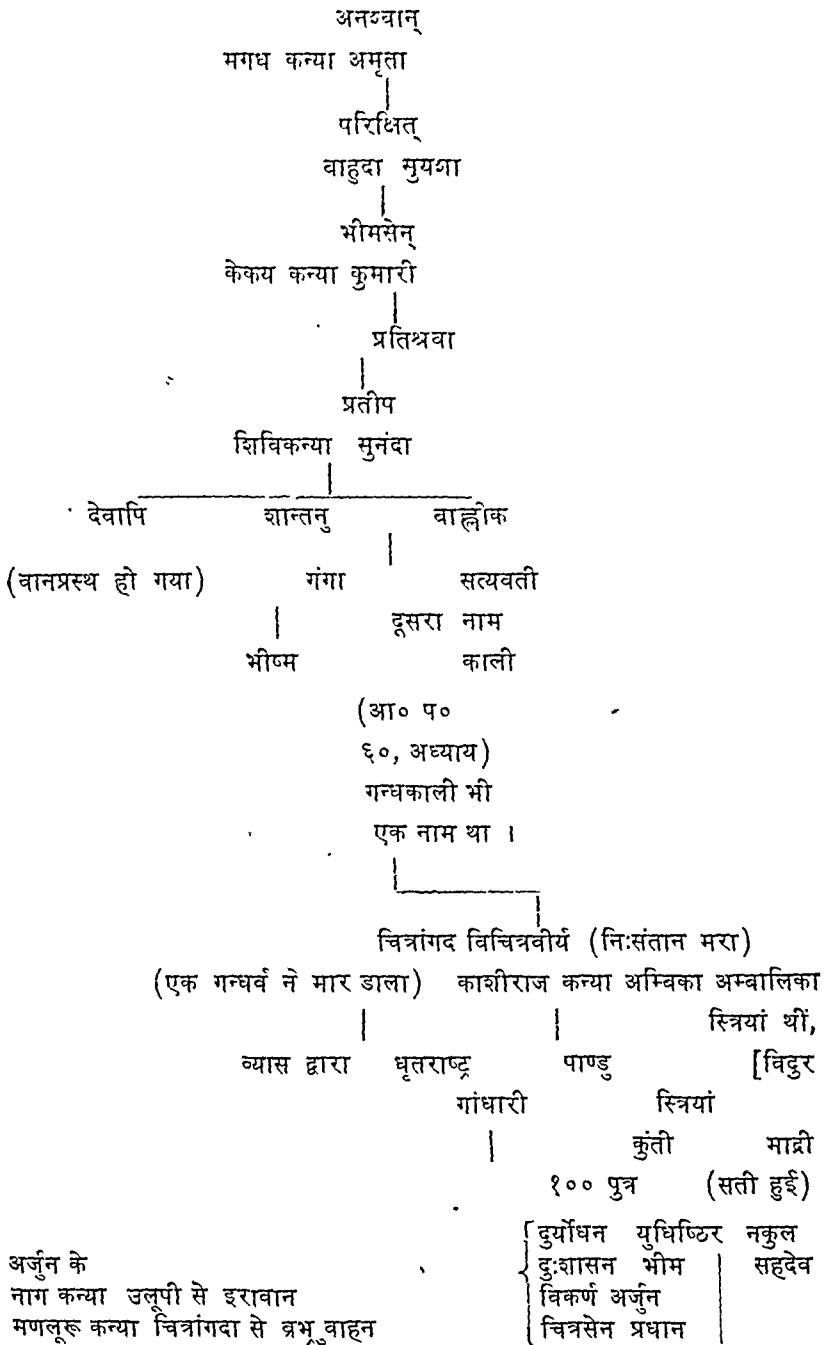 अनश्वान्
मगध कन्या अमृता
परिक्षित्
वाहुदा सुयशा
भीमसेन्
केकय कन्या कुमारी
प्रतिश्रवा
प्रतीप
शिविकन्या सुनंदा
देवापि शान्तनु वाह्लीक
(वानप्रस्थ हो गया) गंगा सत्यवती
दूसरा नाम
भीष्म काली
(आ० प०
६०, अध्याय)
गन्धकाली भी
एक नाम था ।
चित्रांगद विचित्रवीर्य (निःसंतान मरा)
(एक गन्धर्व ने मार डाला) काशीराज कन्या अम्विका अम्वालिका
स्त्रियां थीं,
व्यास द्वारा धृतराष्ट्र पाण्डु [विदुर
गांधारी स्त्रियां
कुंती माद्री
१०० पुत्र (सती हुई)
दुर्योधन युधिष्ठिर नकुल
अर्जुन के दुःशासन भीम सहदेव
नाग कन्या उलूपी से इरावान विकर्ण अर्जुन
मणलूरू कन्या चित्रांगदा से व्रभ्रुवाहन चित्रसेन प्रधान